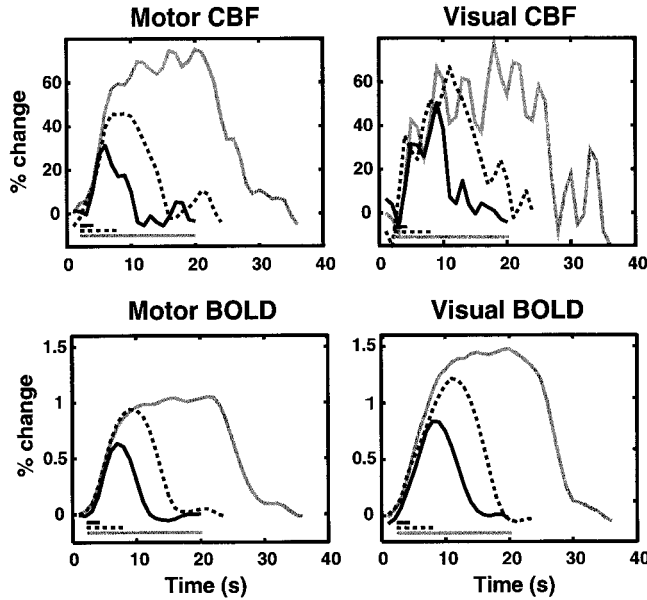 Motor CBF
Visual CBF
% change
60
40
20
0
0 10 20 30 40
60
40
20
0
0 10 20 30 40
Motor BOLD
Visual BOLD
% change
1.5
1
0.5
0
0 10 20 30 40
Time (s)
1.5
1
0.5
0
0 10 20 30 40
Time (s)